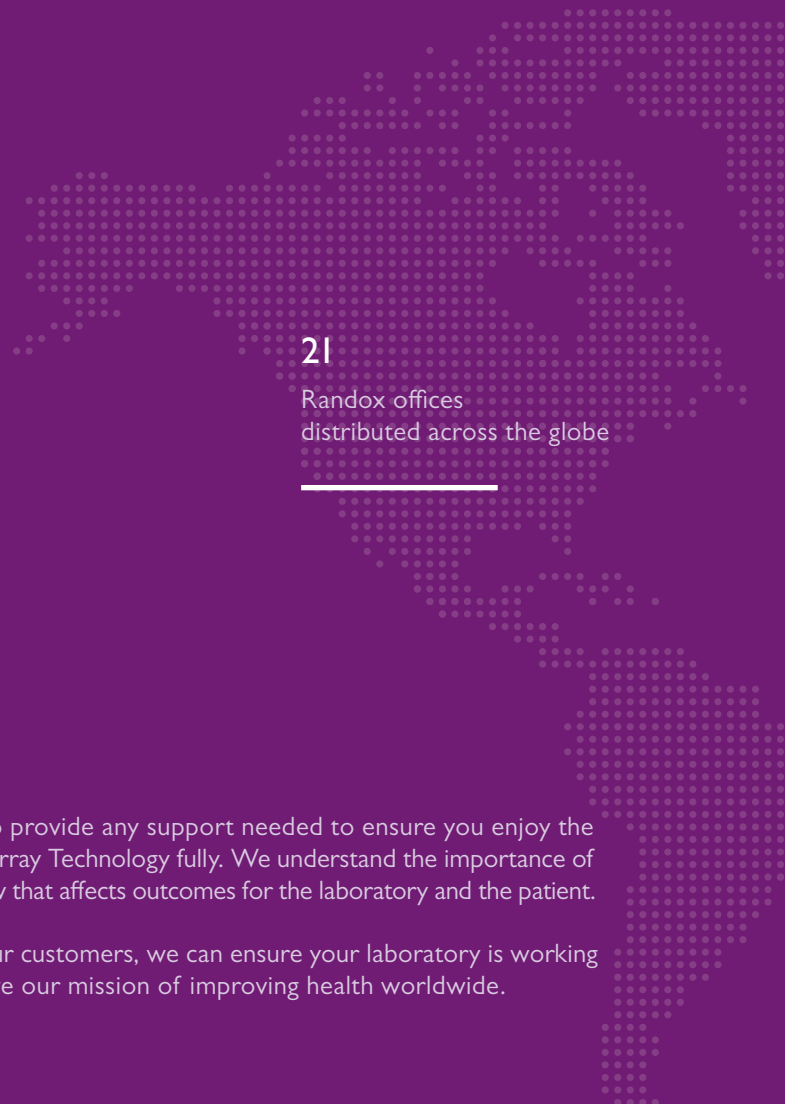 21
Randox offices
distributed across the globe
provide any support needed to ensure you enjoy the
Technology fully. We understand the importance of
that affects outcomes for the laboratory and the patient.
customers, we can ensure your laboratory is working
our mission of improving health worldwide.